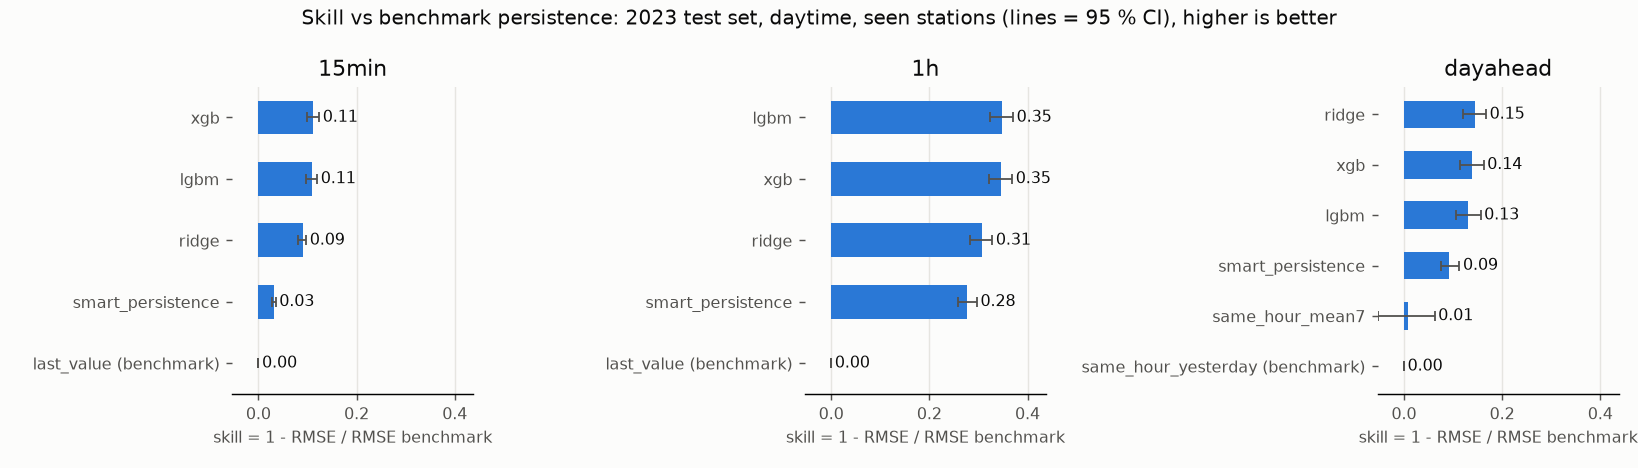 Skill vs benchmark persistence: 2023 test set, daytime, seen stations (lines = 95 % CI), higher is better
15min
xgb
0.11
lgbm
0.11
ridge
0.09
smart_persistence
0.03
last_value (benchmark)
0.00
0.0 0.2 0.4
skill = 1 - RMSE / RMSE benchmark
1h
lgbm
0.35
xgb
0.35
ridge
0.31
smart_persistence
0.28
last_value (benchmark)
0.00
0.0 0.2 0.4
skill = 1 - RMSE / RMSE benchmark
dayahead
ridge
0.15
xgb
0.14
lgbm
0.13
smart_persistence
0.09
same_hour_mean7
0.01
same_hour_yesterday (benchmark)
0.00
0.0 0.2 0.4
skill = 1 - RMSE / RMSE benchmark